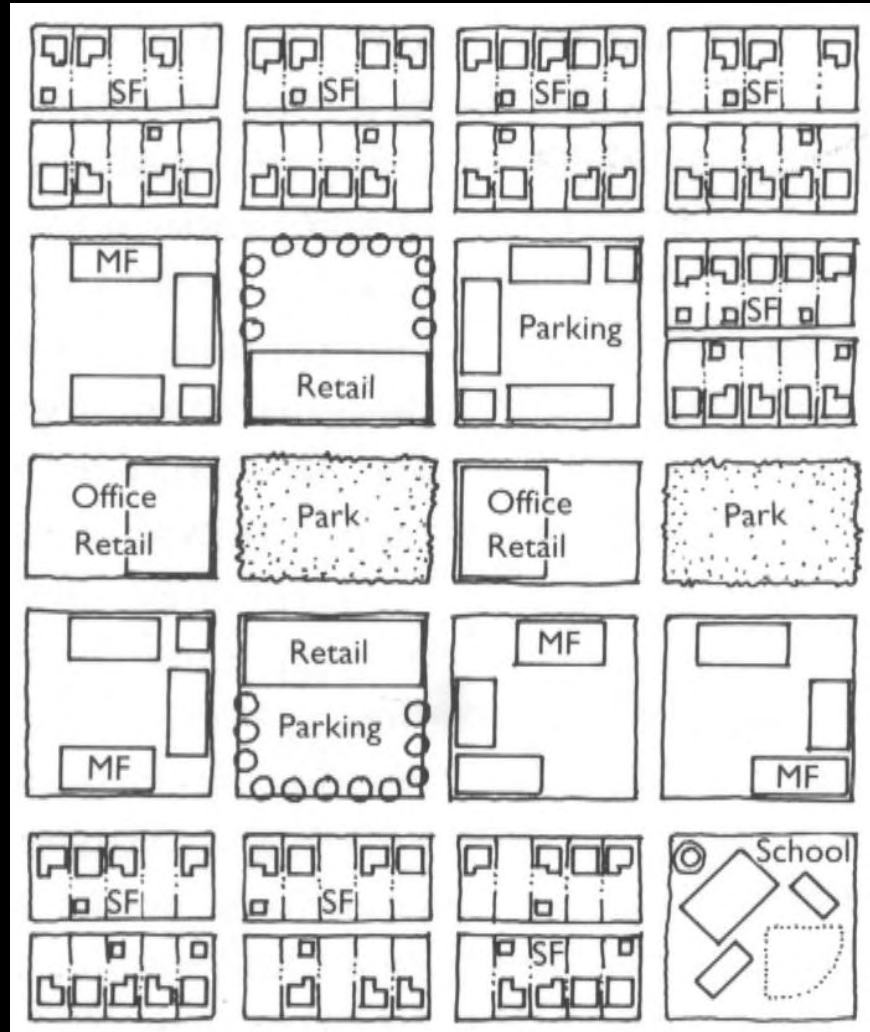 SF
SF
SF
SF
MF
Parking
SF
Retail
Office
Retail
Park
Office
Retail
Park
Retail
MF
Parking
MF
MF
School
SF
SF
SF